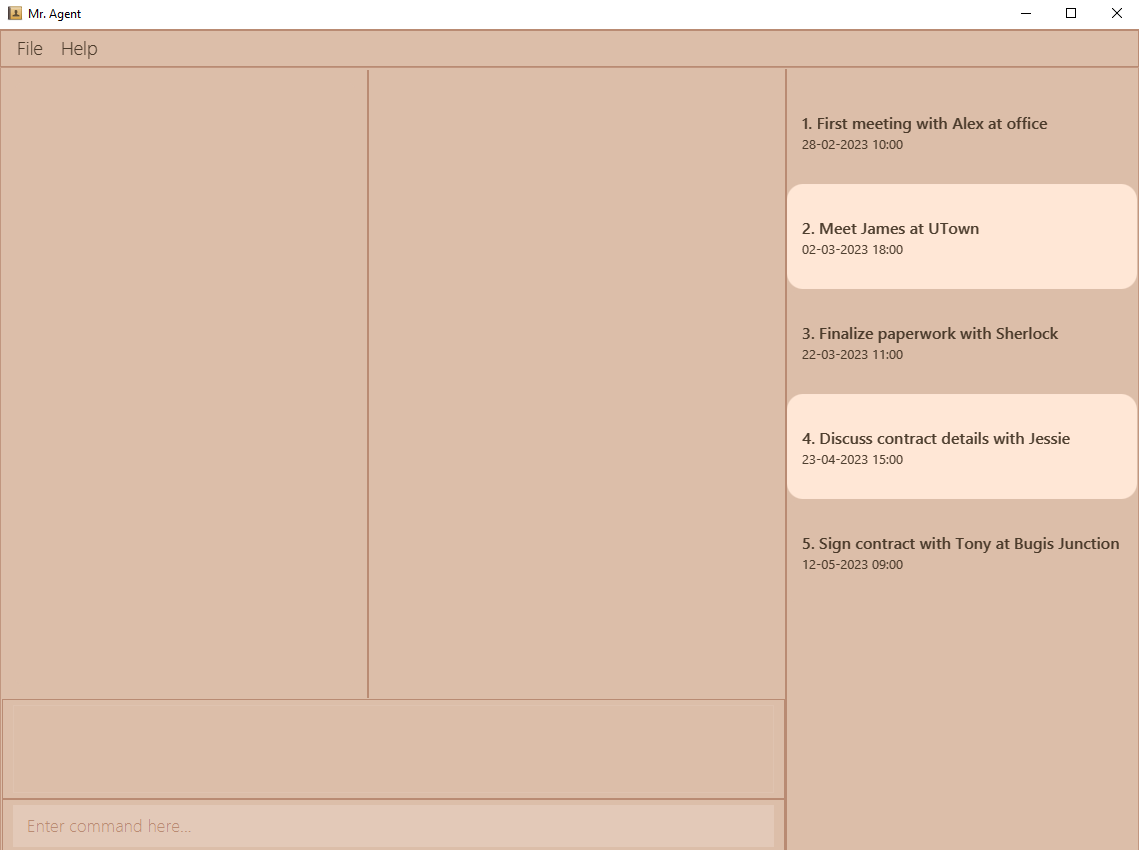 Mr. Agent
File Help
1. First meeting with Alex at office
28-02-2023 10:00
2. Meet James at UTown
02-03-2023 18:00
3. Finalize paperwork with Sherlock
22-03-2023 11:00
4. Discuss contract details with Jessie
23-04-2023 15:00
5. Sign contract with Tony at Bugis Junction
12-05-2023 09:00
Enter command here...